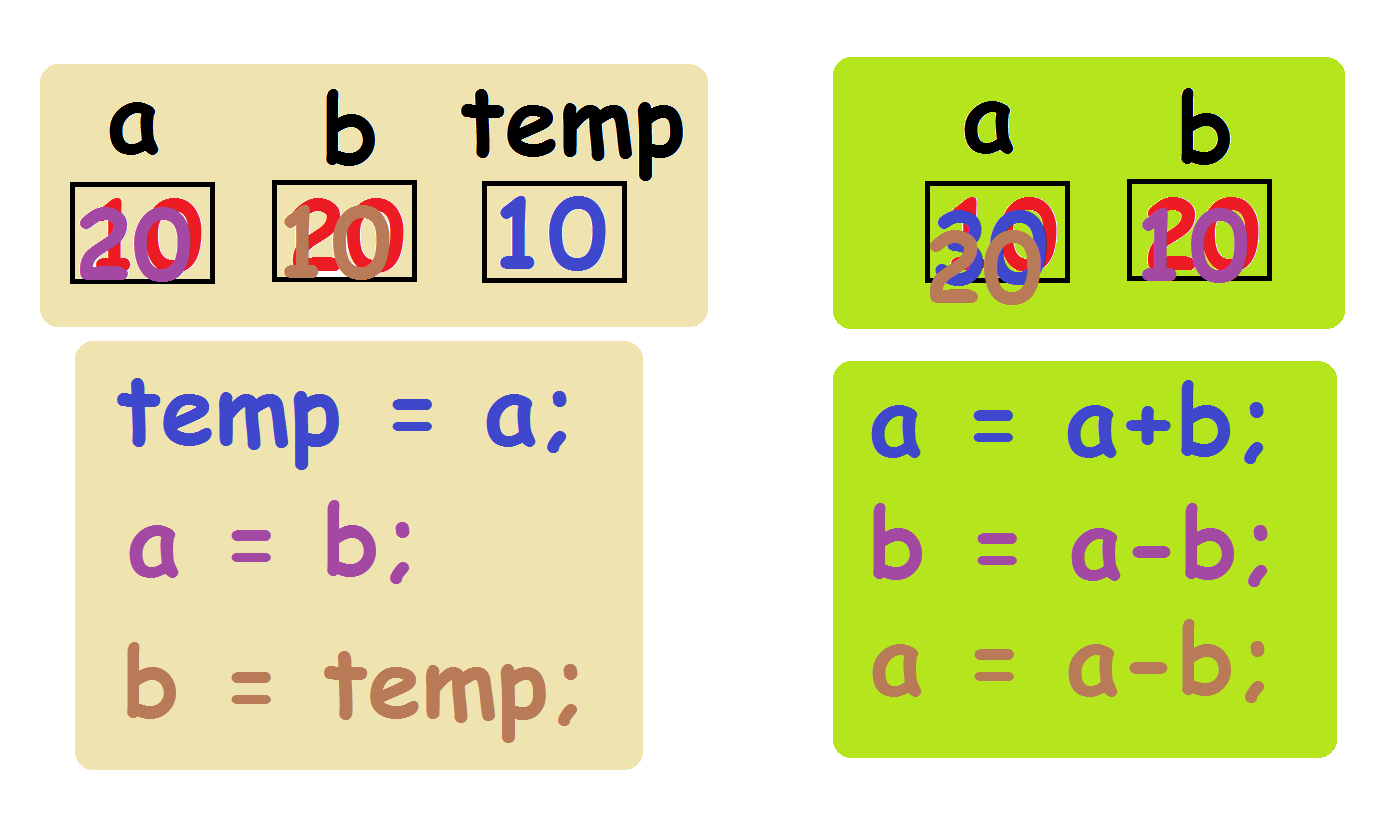 a b temp
10 20 20 10 10
temp = a;
a = b;
b = temp;
a b
10 30 20 20 10
a = a+b;
b = a-b;
a = a-b;